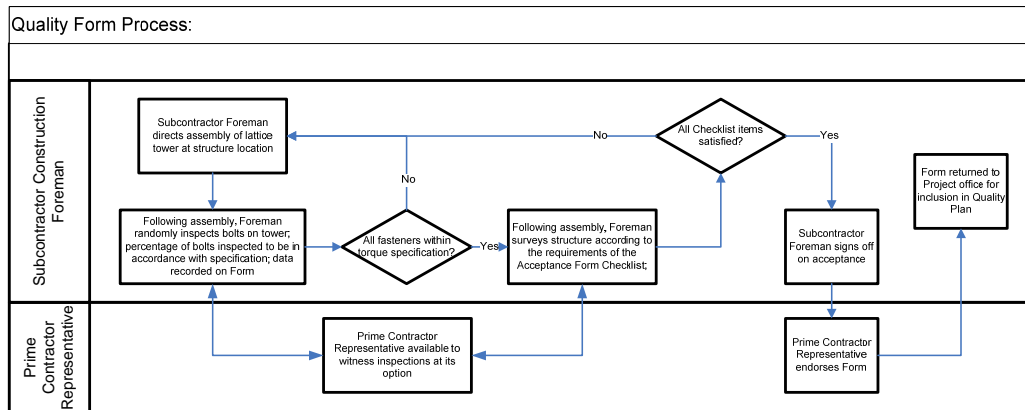 Quality Form Process:
Subcontractor Construction
Foreman
Subcontractor Foreman
directs assembly of lattice
tower at structure location
No
All Checklist items
satisfied?
Yes
No
Form returned to
Project office for
inclusion in Quality
Plan
Following assembly, Foreman
randomly inspects bolts on tower;
percentage of bolts inspected to be in
accordance with specification; data
recorded on Form
All fasteners within
torque specification?
Yes
Following assembly, Foreman
surveys structure according to
the requirements of the
Acceptance Form Checklist;
Subcontractor
Foreman signs off
on acceptance
Prime
Contractor
Representative
Prime Contractor
Representative available to
witness inspections at its
option
Prime Contractor
Representative
endorses Form